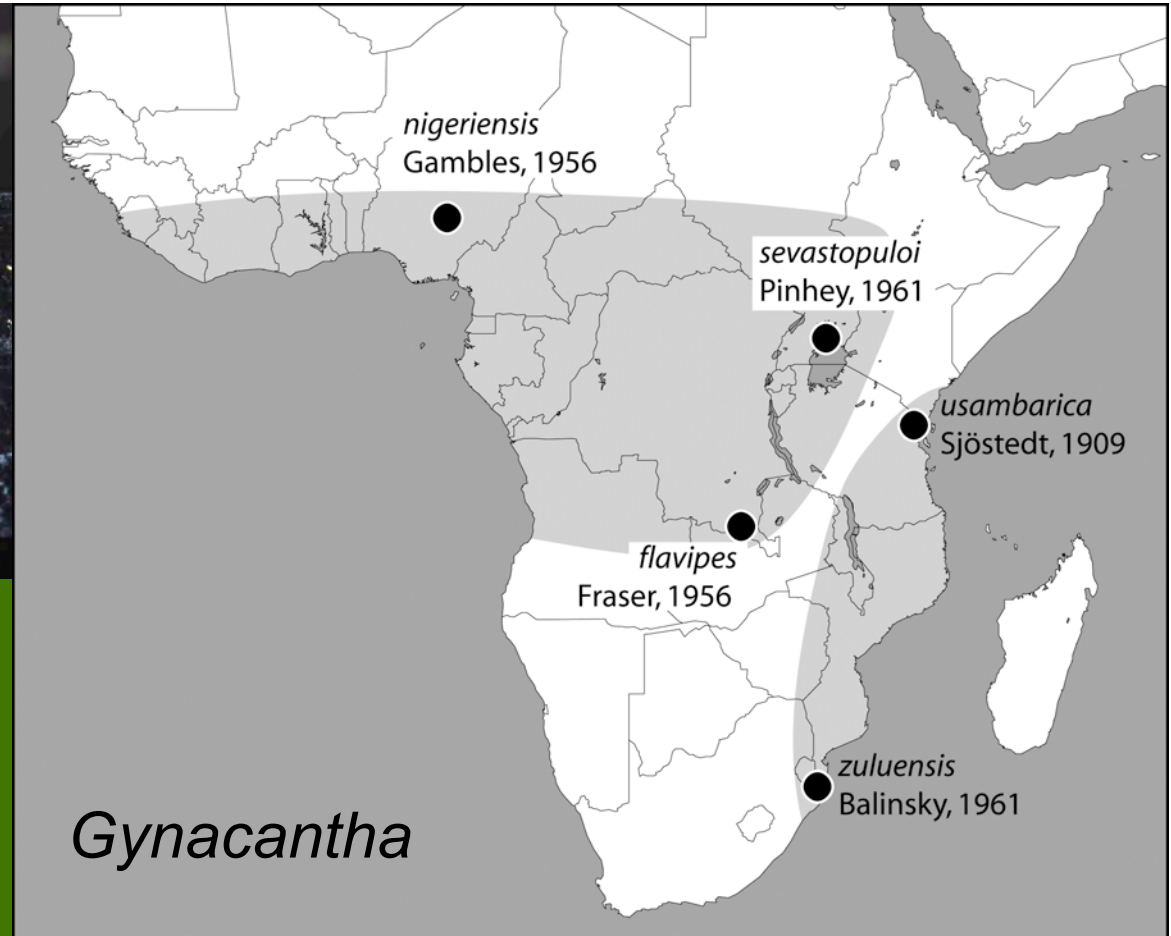 nigeriensis
Gambles, 1956
sevastopuloi
Pinhey, 1961
usambarica
Sjöstedt, 1909
flavipes
Fraser, 1956
zuluensis
Balinsky, 1961
Gynacantha